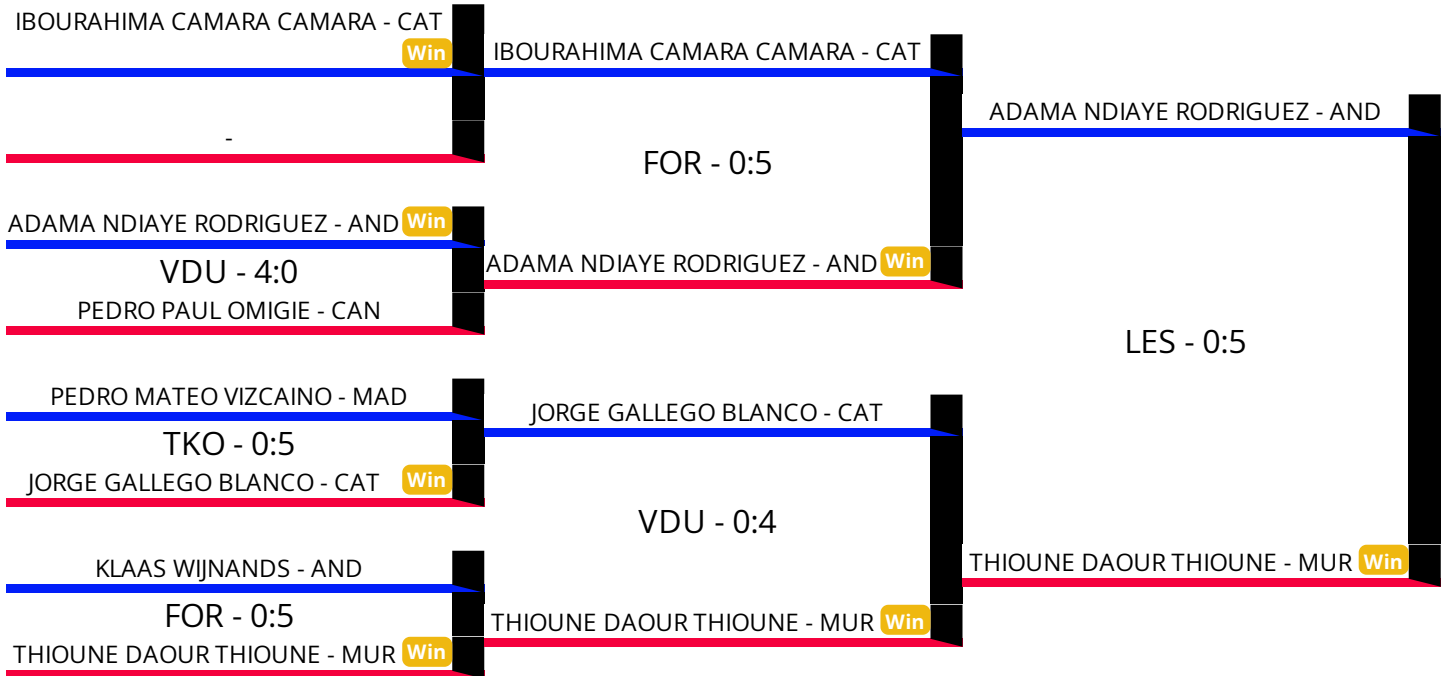 IBOURAHIMA CAMARA CAMARA - CAT
Win
-
ADAMA NDIAYE RODRIGUEZ - AND Win
VDU - 4:0
PEDRO PAUL OMIGIE - CAN
PEDRO MATEO VIZCAINO - MAD
TKO - 0:5
JORGE GALLEGO BLANCO - CAT Win
KLAAS WIJNANDS - AND
FOR - 0:5
THIOUNE DAOUR THIOUNE - MUR Win
IBOURAHIMA CAMARA CAMARA - CAT
FOR - 0:5
ADAMA NDIAYE RODRIGUEZ - AND Win
JORGE GALLEGO BLANCO - CAT
VDU - 0:4
THIOUNE DAOUR THIOUNE - MUR Win
ADAMA NDIAYE RODRIGUEZ - AND
LES - 0:5
THIOUNE DAOUR THIOUNE - MUR Win